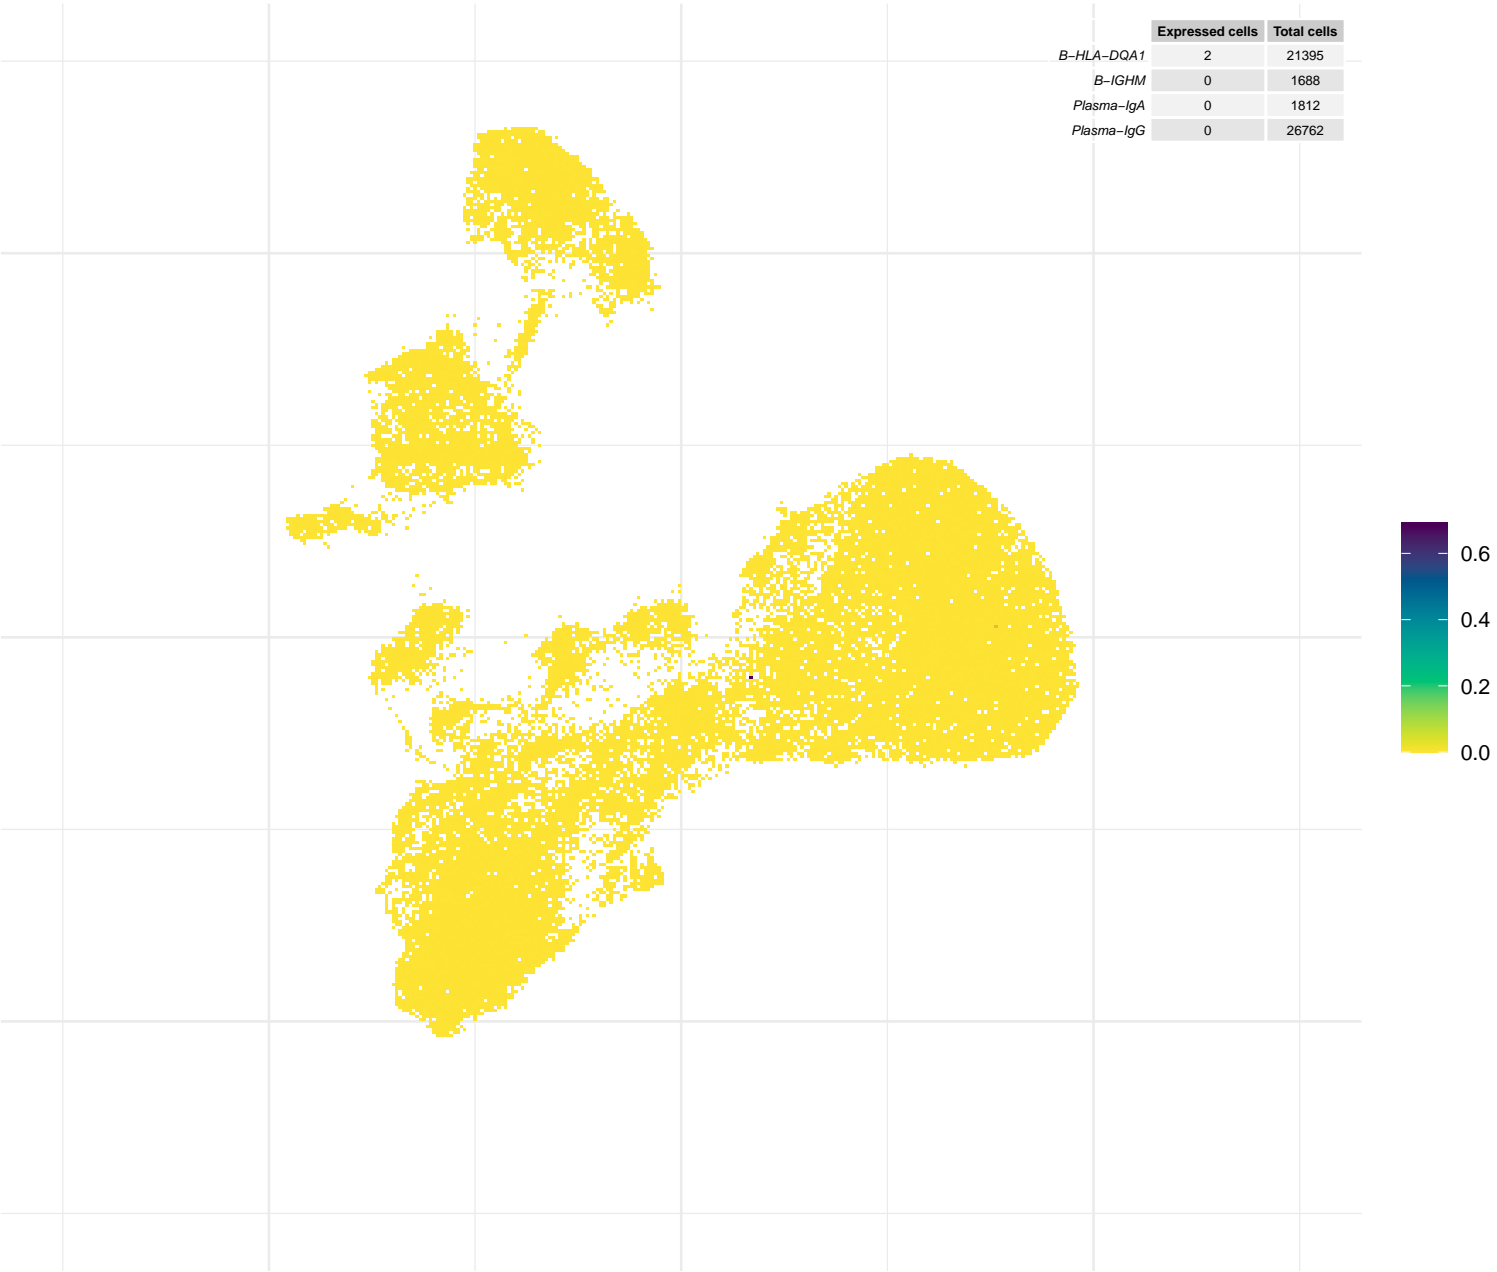 Expressed cells Total cells
B−HLA−DQA1 2 21395
B−IGHM 0 1688
Plasma−IgA 0 1812
Plasma−IgG 0 26762
0.6
0.4
0.2
0.0